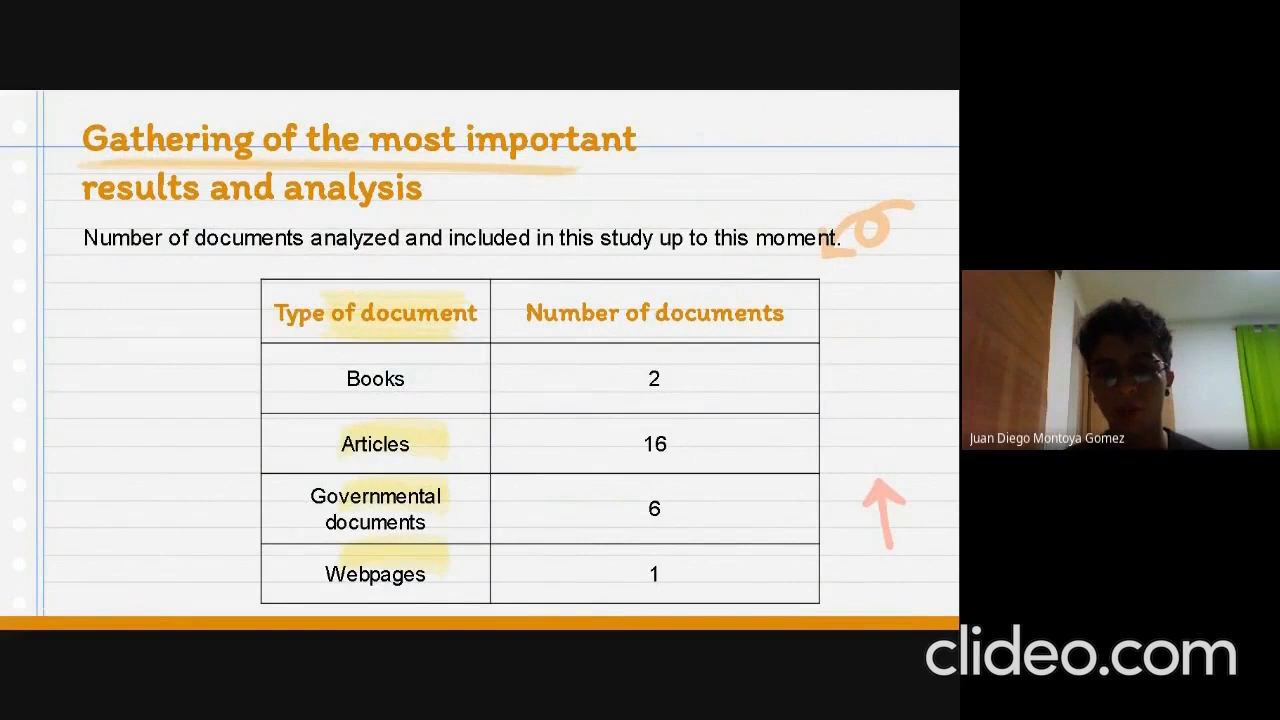 Gathering of the most important
results and analysis
Number of documents analyzed and included in this study up to this moment.
Type of document Number of documents
Books 2
Articles 16
Governmental
documents 6
Webpages 1
Juan Diego Montoya Gomez
clideo.com